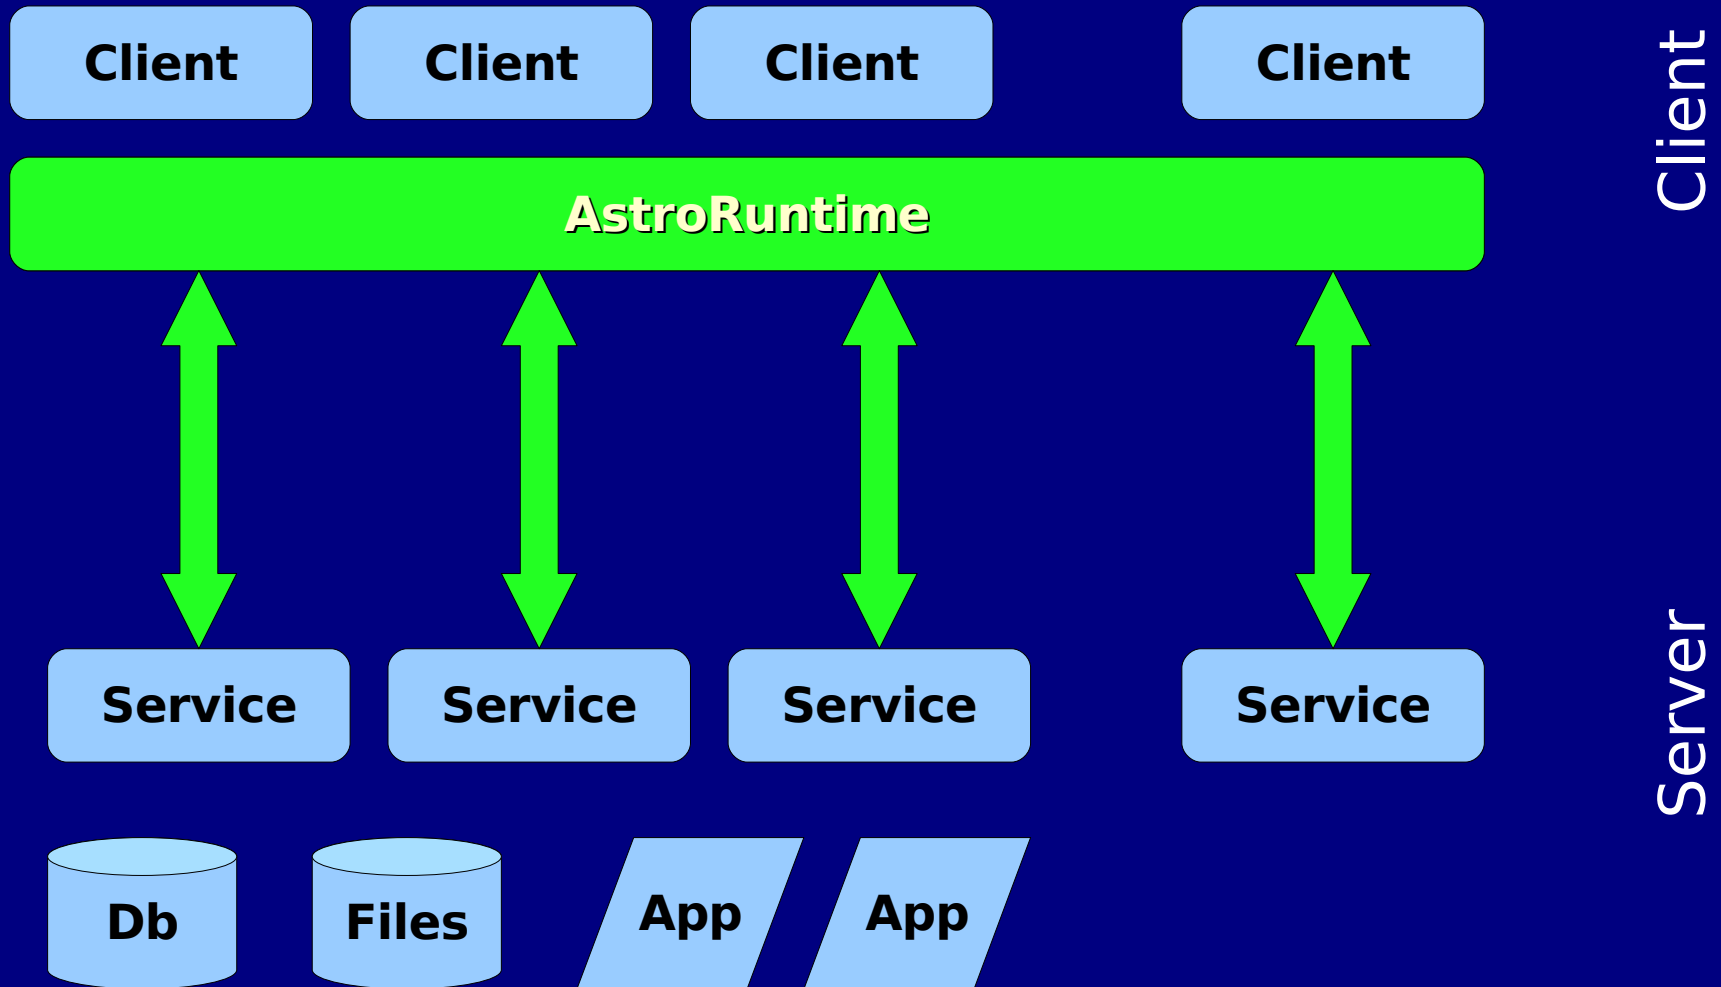 Client
Client
Client
Client
Client
AstroRuntime
Service
Service
Service
Service
Server
Db
Files
App
App